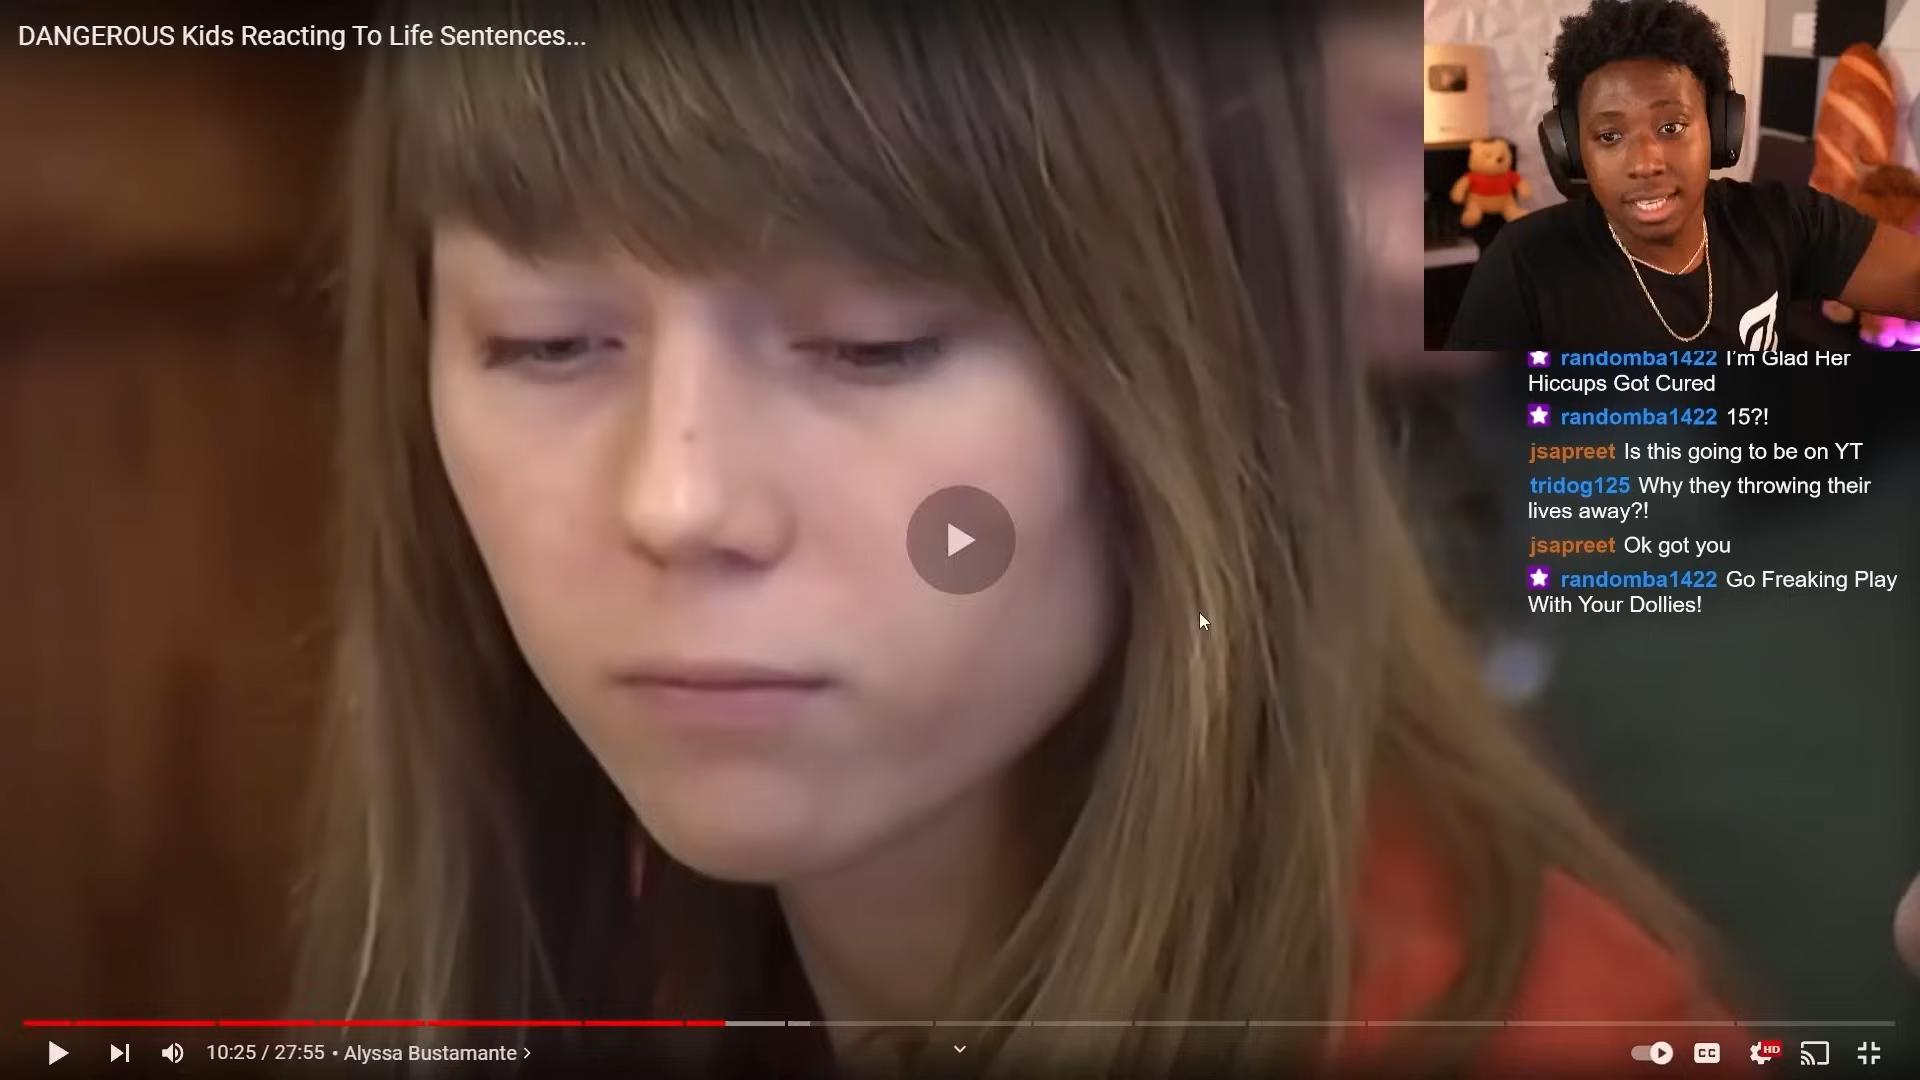 DANGEROUS Kids Reacting To Life Sentences...
randomba1422 I'm Glad Her
Hiccups Got Cured
randomba1422 15?!
jsapreet Is this going to be on YT
tridog125 Why they throwing their
lives away?!
jsapreet Ok got you
randomba1422 Go Freaking Play
With Your Dollies!
10:25 / 27:55 • Alyssa Bustamante >
CC
HD